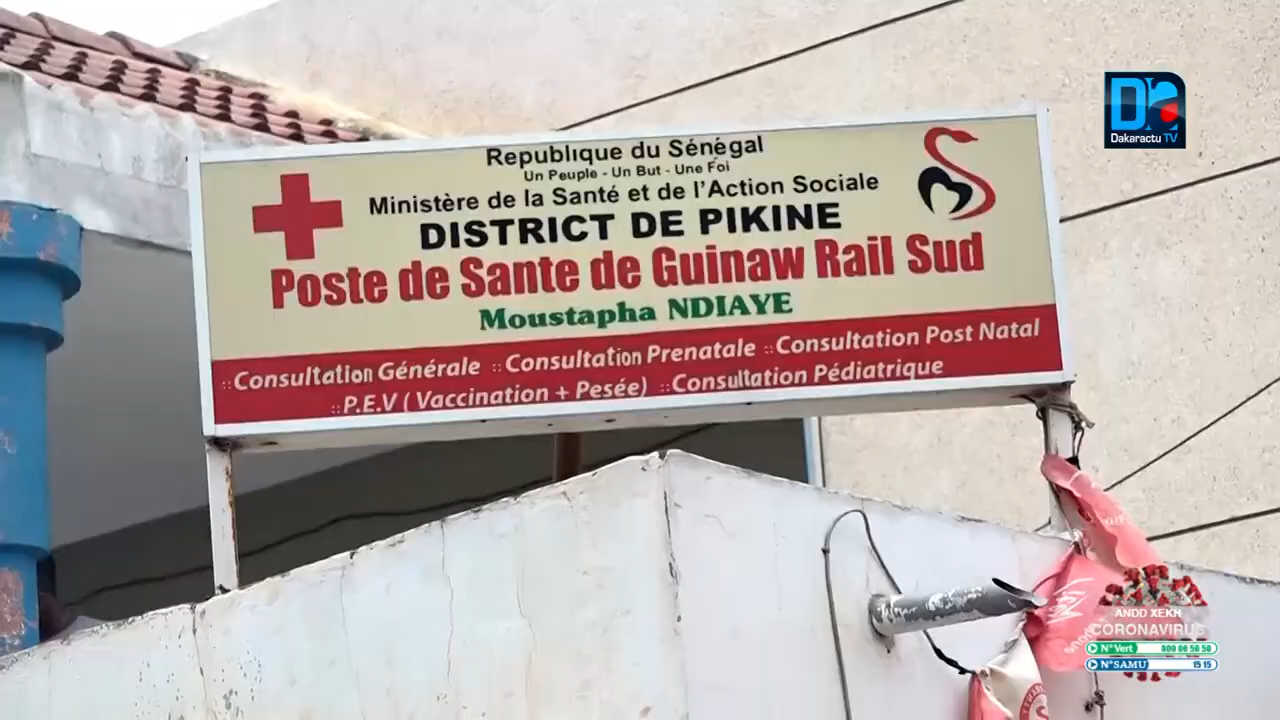 Republique du Sénégal
Un Peuple - Un But - Une Foi
Ministère de la Santé et de l'Action Sociale
DISTRICT DE PIKINE
Poste de Sante de Guinaw Rail Sud
Moustapha NDIAYE
::Consultation Générale ::Consultation Prenatale ::Consultation Post Natal
::P.E.V ( Vaccination + Pesée) ::Consultation Pédiatrique
Dakaractu TV
ANDD XEKH
CORONAVIRUS
N°Vert 800 00 50 50
N°SAMU 15 15